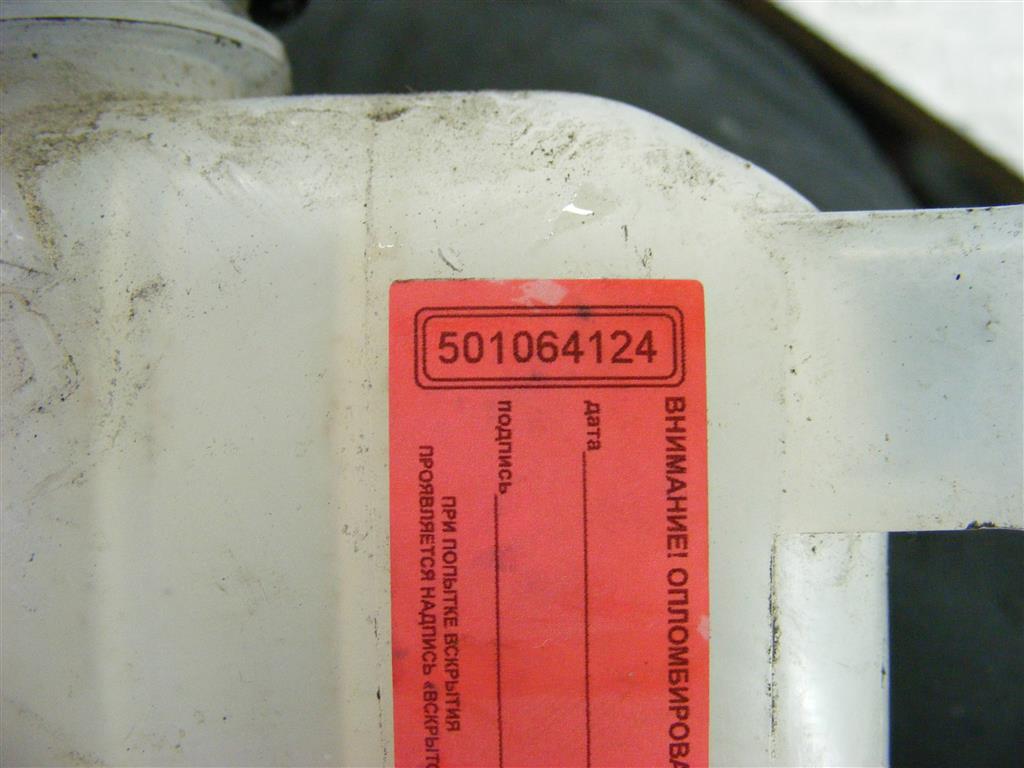 501064124
ВНИМАНИЕ! ОПЛОМБИРОВА
дата
подпись
ПРИ ПОПЫТКЕ ВСКРЫТИЯ
ПРОЯВЛЯЕТСЯ НАДПИСЬ «ВСКРЫТО